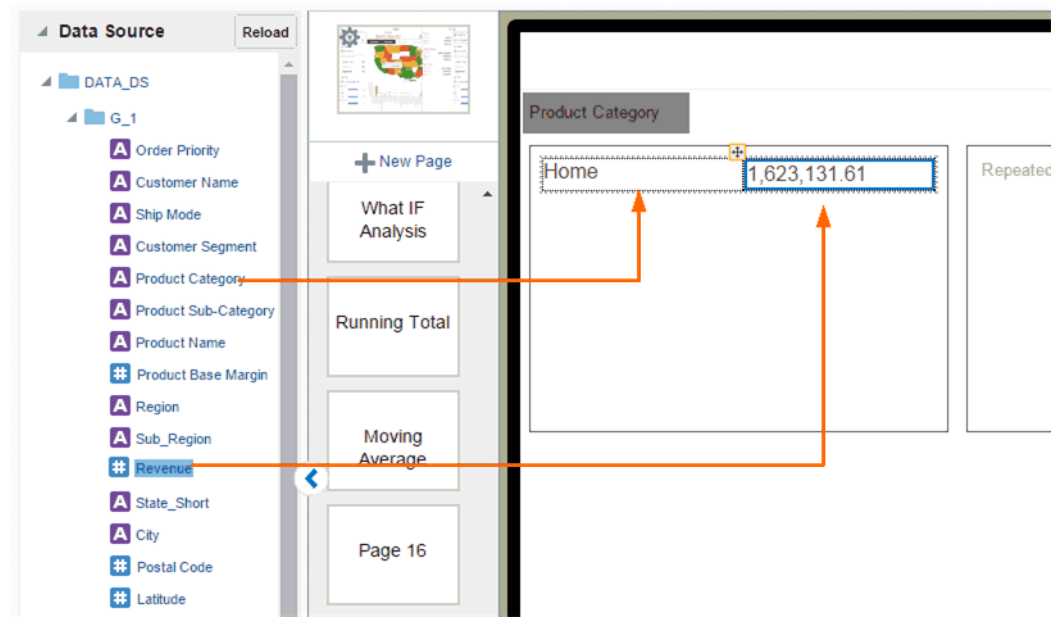 Data Source
Reload
DATA_DS
G_1
A Order Priority
A Customer Name
A Ship Mode
A Customer Segment
A Product Category
A Product Sub-Category
A Product Name
# Product Base Margin
A Region
A Sub_Region
# Revenue
A State_Short
A City
# Postal Code
# Latitude
New Page
What IF
Analysis
Running Total
Moving
Average
Page 16
Product Category
Home
1,623,131.61
Repeated